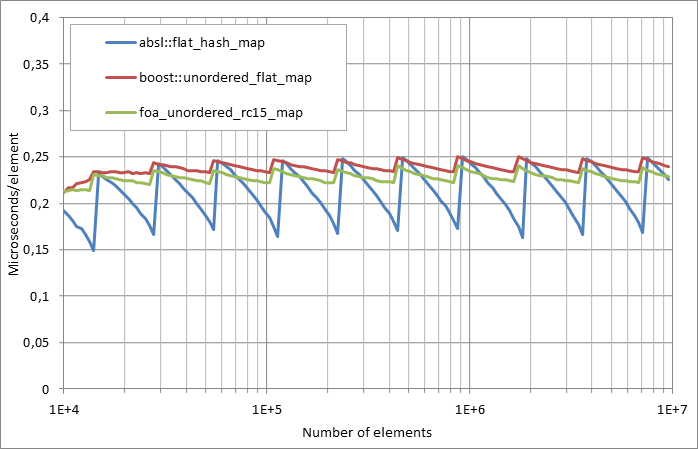 0,4
0,35
0,3
0,25
0,2
0,15
0,1
0,05
0
Microseconds/element
absl::flat_hash_map
boost::unordered_flat_map
foa_unordered_rc15_map
1E+4
1E+5
1E+6
1E+7
Number of elements